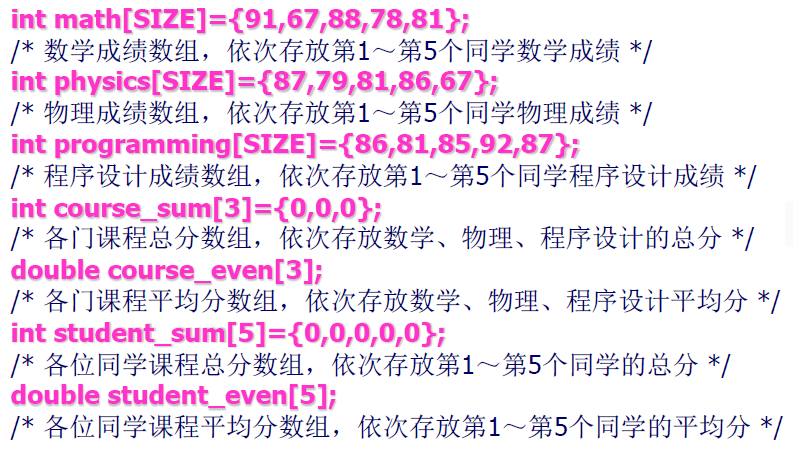 int math[SIZE]={91,67,88,78,81};
/* 数学成绩数组，依次存放第1～第5个同学数学成绩 */
int physics[SIZE]={87,79,81,86,67};
/* 物理成绩数组，依次存放第1～第5个同学物理成绩 */
int programming[SIZE]={86,81,85,92,87};
/* 程序设计成绩数组，依次存放第1～第5个同学程序设计成绩 */
int course_sum[3]={0,0,0};
/* 各门课程总分数组，依次存放数学、物理、程序设计的总分 */
double course_even[3];
/* 各门课程平均分数组，依次存放数学、物理、程序设计平均分 */
int student_sum[5]={0,0,0,0,0};
/* 各位同学课程总分数组，依次存放第1～第5个同学的总分 */
double student_even[5];
/* 各位同学课程平均分数组，依次存放第1～第5个同学的平均分 */